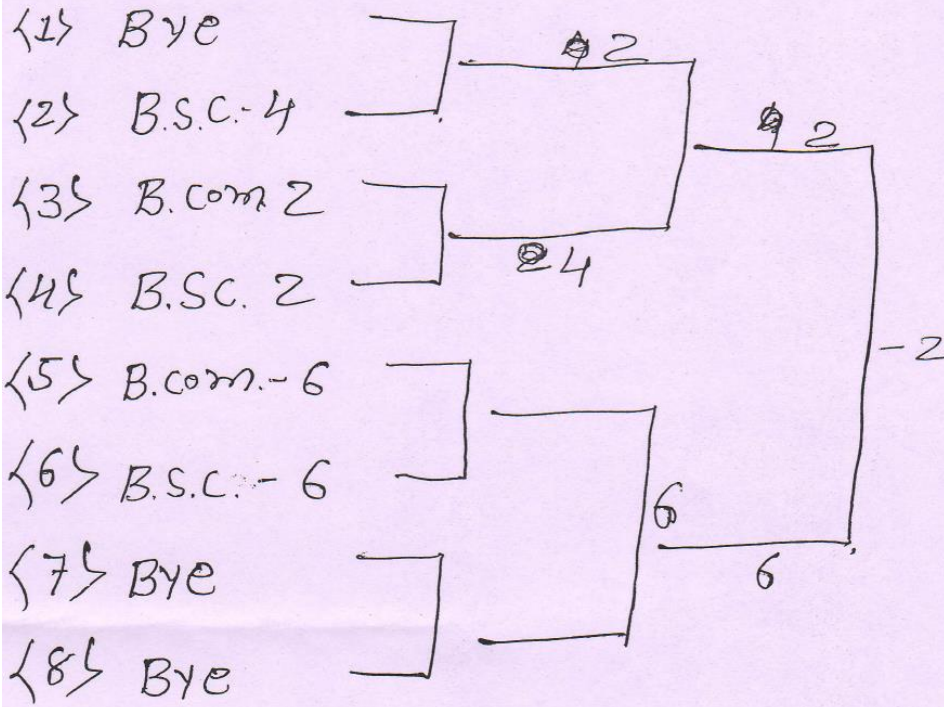 <1> Bye
2
<2> B.S.C.-4
2
<3> B.com 2
4
<4> B.SC. 2
- 2
<5> B.com.- 6
<6> B.S.C. - 6
6
<7> Bye
6
<8> Bye